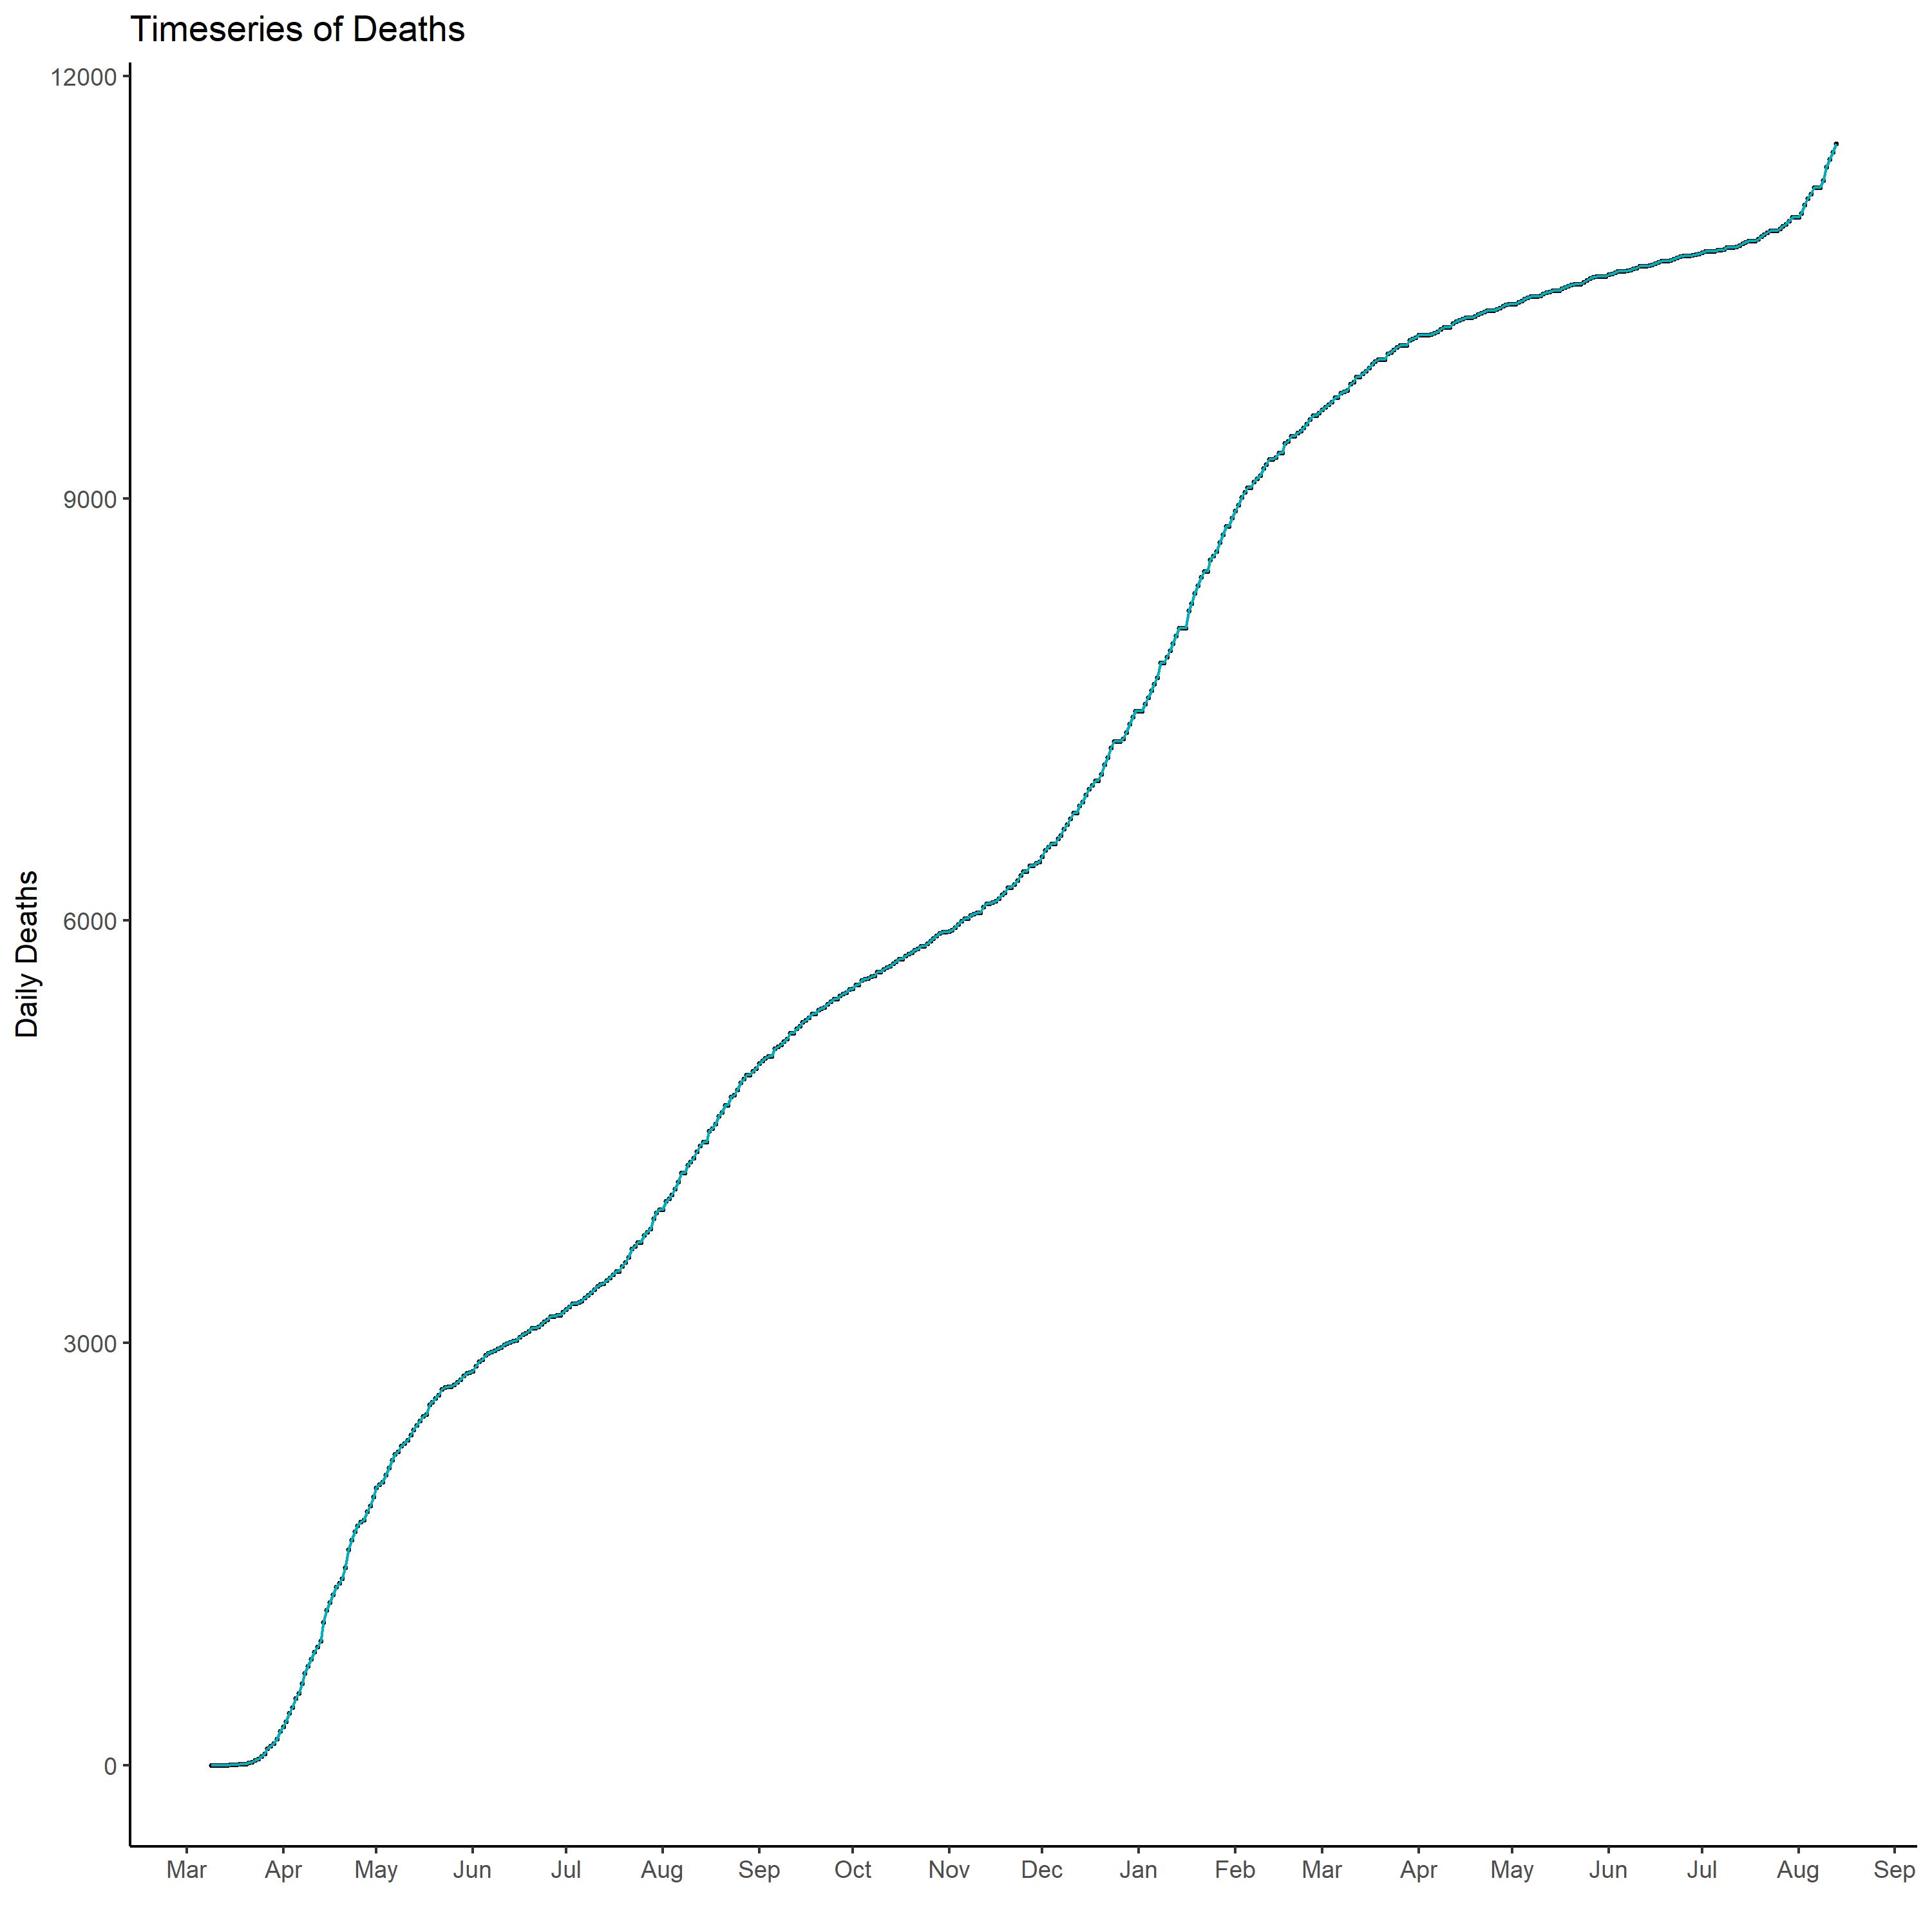 Timeseries of Deaths
Daily Deaths
12000
9000
6000
3000
0
Mar Apr May Jun Jul Aug Sep Oct Nov Dec Jan Feb Mar Apr May Jun Jul Aug Sep